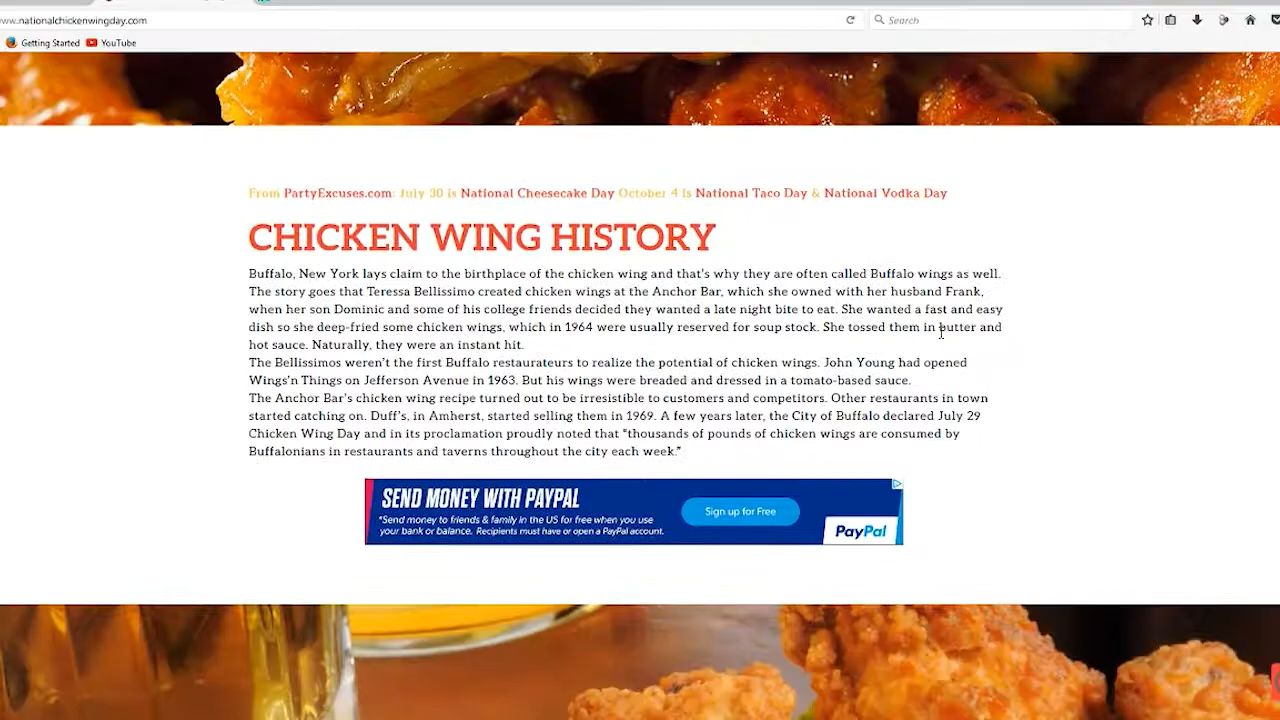 www.nationalchickenwingday.com
Search
Getting Started YouTube
From PartyExcuses.com: July 30 is National Cheesecake Day October 4 is National Taco Day & National Vodka Day
CHICKEN WING HISTORY
Buffalo, New York lays claim to the birthplace of the chicken wing and that's why they are often called Buffalo wings as well.
The story goes that Teressa Bellissimo created chicken wings at the Anchor Bar, which she owned with her husband Frank,
when her son Dominic and some of his college friends decided they wanted a late night bite to eat. She wanted a fast and easy
dish so she deep-fried some chicken wings, which in 1964 were usually reserved for soup stock. She tossed them in butter and
hot sauce. Naturally, they were an instant hit.
The Bellissimos weren't the first Buffalo restaurateurs to realize the potential of chicken wings. John Young had opened
Wings'n Things on Jefferson Avenue in 1963. But his wings were breaded and dressed in a tomato-based sauce.
The Anchor Bar's chicken wing recipe turned out to be irresistible to customers and competitors. Other restaurants in town
started catching on. Duff's, in Amherst, started selling them in 1969. A few years later, the City of Buffalo declared July 29
Chicken Wing Day and in its proclamation proudly noted that "thousands of pounds of chicken wings are consumed by
Buffalonians in restaurants and taverns throughout the city each week."
SEND MONEY WITH PAYPAL
*Send money to friends & family in the US for free when you use
your bank or balance. Recipients must have or open a PayPal account.
Sign up for Free
PayPal